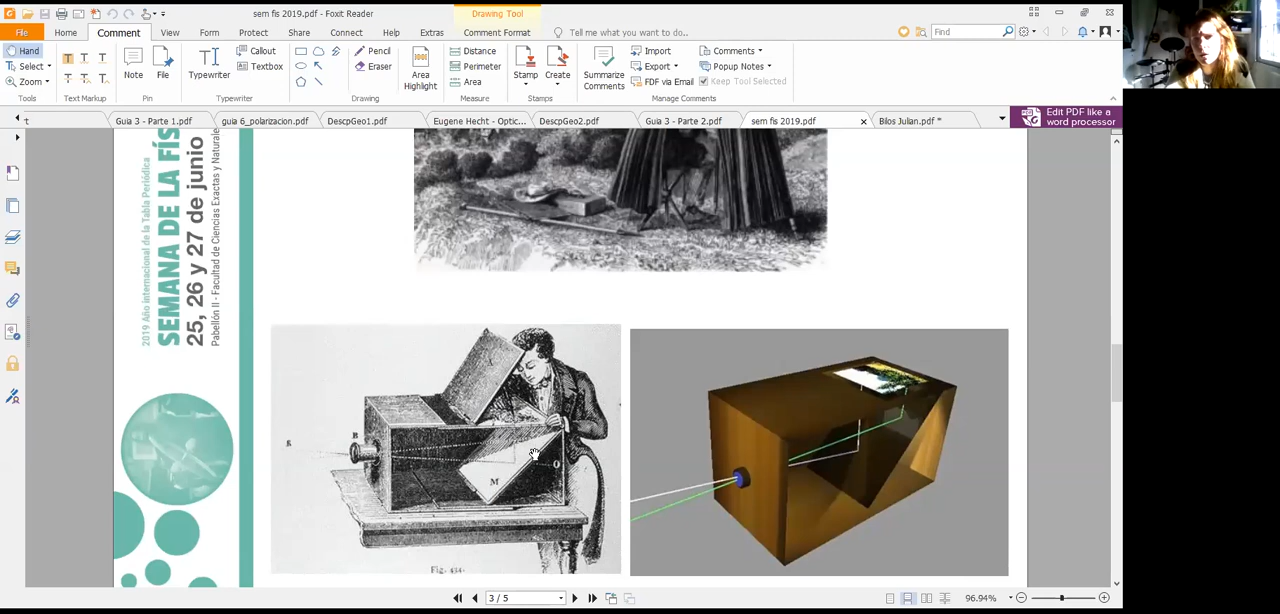 sem fis 2019.pdf - Foxit Reader
Drawing Tool
File
Home
Comment
View
Form
Protect
Share
Connect
Help
Extras
Comment Format
Tell me what you want to do..
Find
Hand
Select
Zoom
Tools
Text Markup
Note
File
Pin
Typewriter
Callout
Textbox
Typewriter
Pencil
Eraser
Drawing
Area
Highlight
Distance
Perimeter
Area
Measure
Stamp
Create
Stamps
Summarize
Comments
Import
Export
FDF via Email
Comments
Popup Notes
Keep Tool Selected
Manage Comments
t
Guia 3 - Parte 1.pdf
guia 6_polarizacion.pdf
DescpGeo1.pdf
Eugene Hecht - Optic...
DescpGeo2.pdf
Guia 3 - Parte 2.pdf
sem fis 2019.pdf
Bilos Julian.pdf *
Edit PDF like a
word processor
2019 Año internacional de la Tabla Periódica
SEMANA DE LA FÍS
25, 26 y 27 de junio
Pabellón II - Facultad de Ciencias Exactas y Naturale
B
M
O
Fig. 434.
3 / 5
96.94%